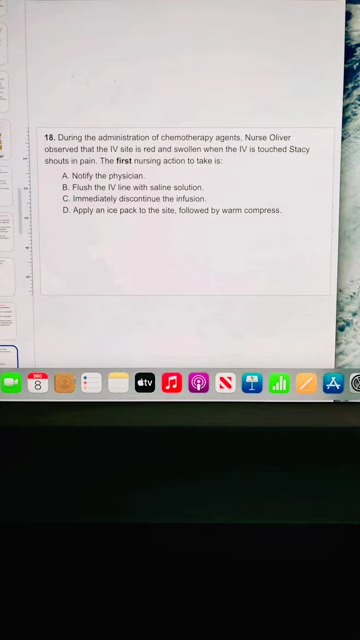 18. During the administration of chemotherapy agents, Nurse Oliver
observed that the IV site is red and swollen when the IV is touched Stacy
shouts in pain. The first nursing action to take is:
A. Notify the physician.
B. Flush the IV line with saline solution.
C. Immediately discontinue the infusion.
D. Apply an ice pack to the site, followed by warm compress.
DEC
8
tv